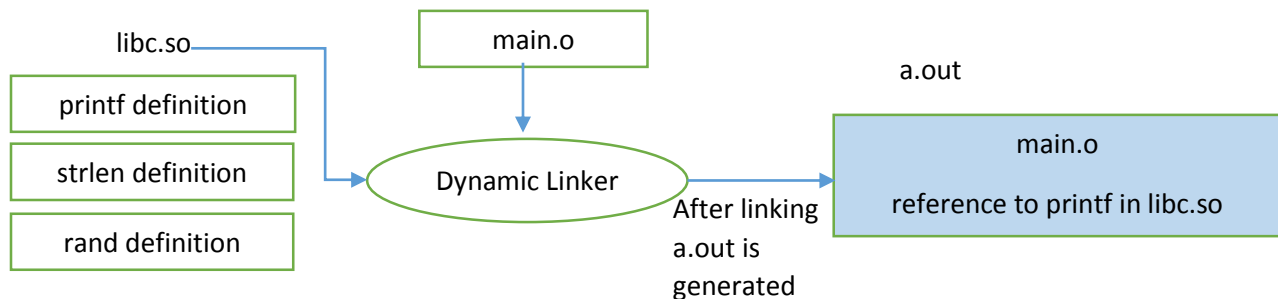 libc.so
printf definition
strlen definition
rand definition
main.o
Dynamic Linker
After linking
a.out is
generated
a.out
main.o
reference to printf in libc.so